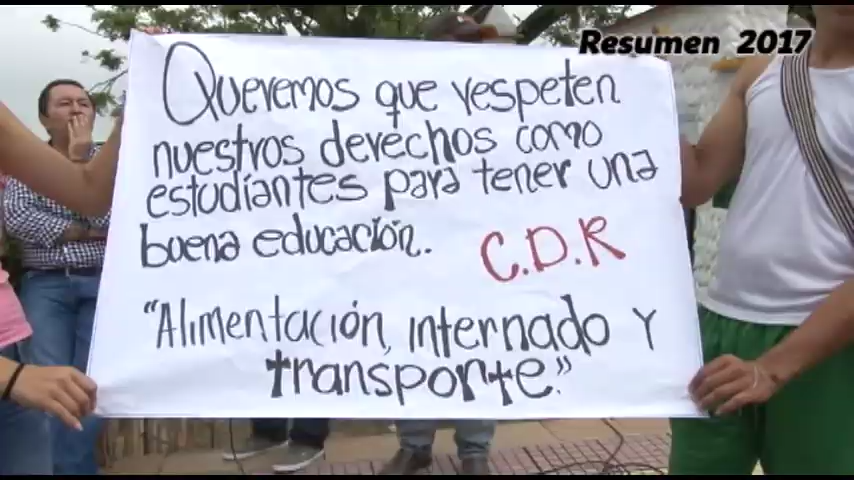 Resumen 2017
Queremos que respeten
nuestros derechos como
estudiantes para tener una
buena educación.
C.D.R
"Alimentación, internado y
transporte."